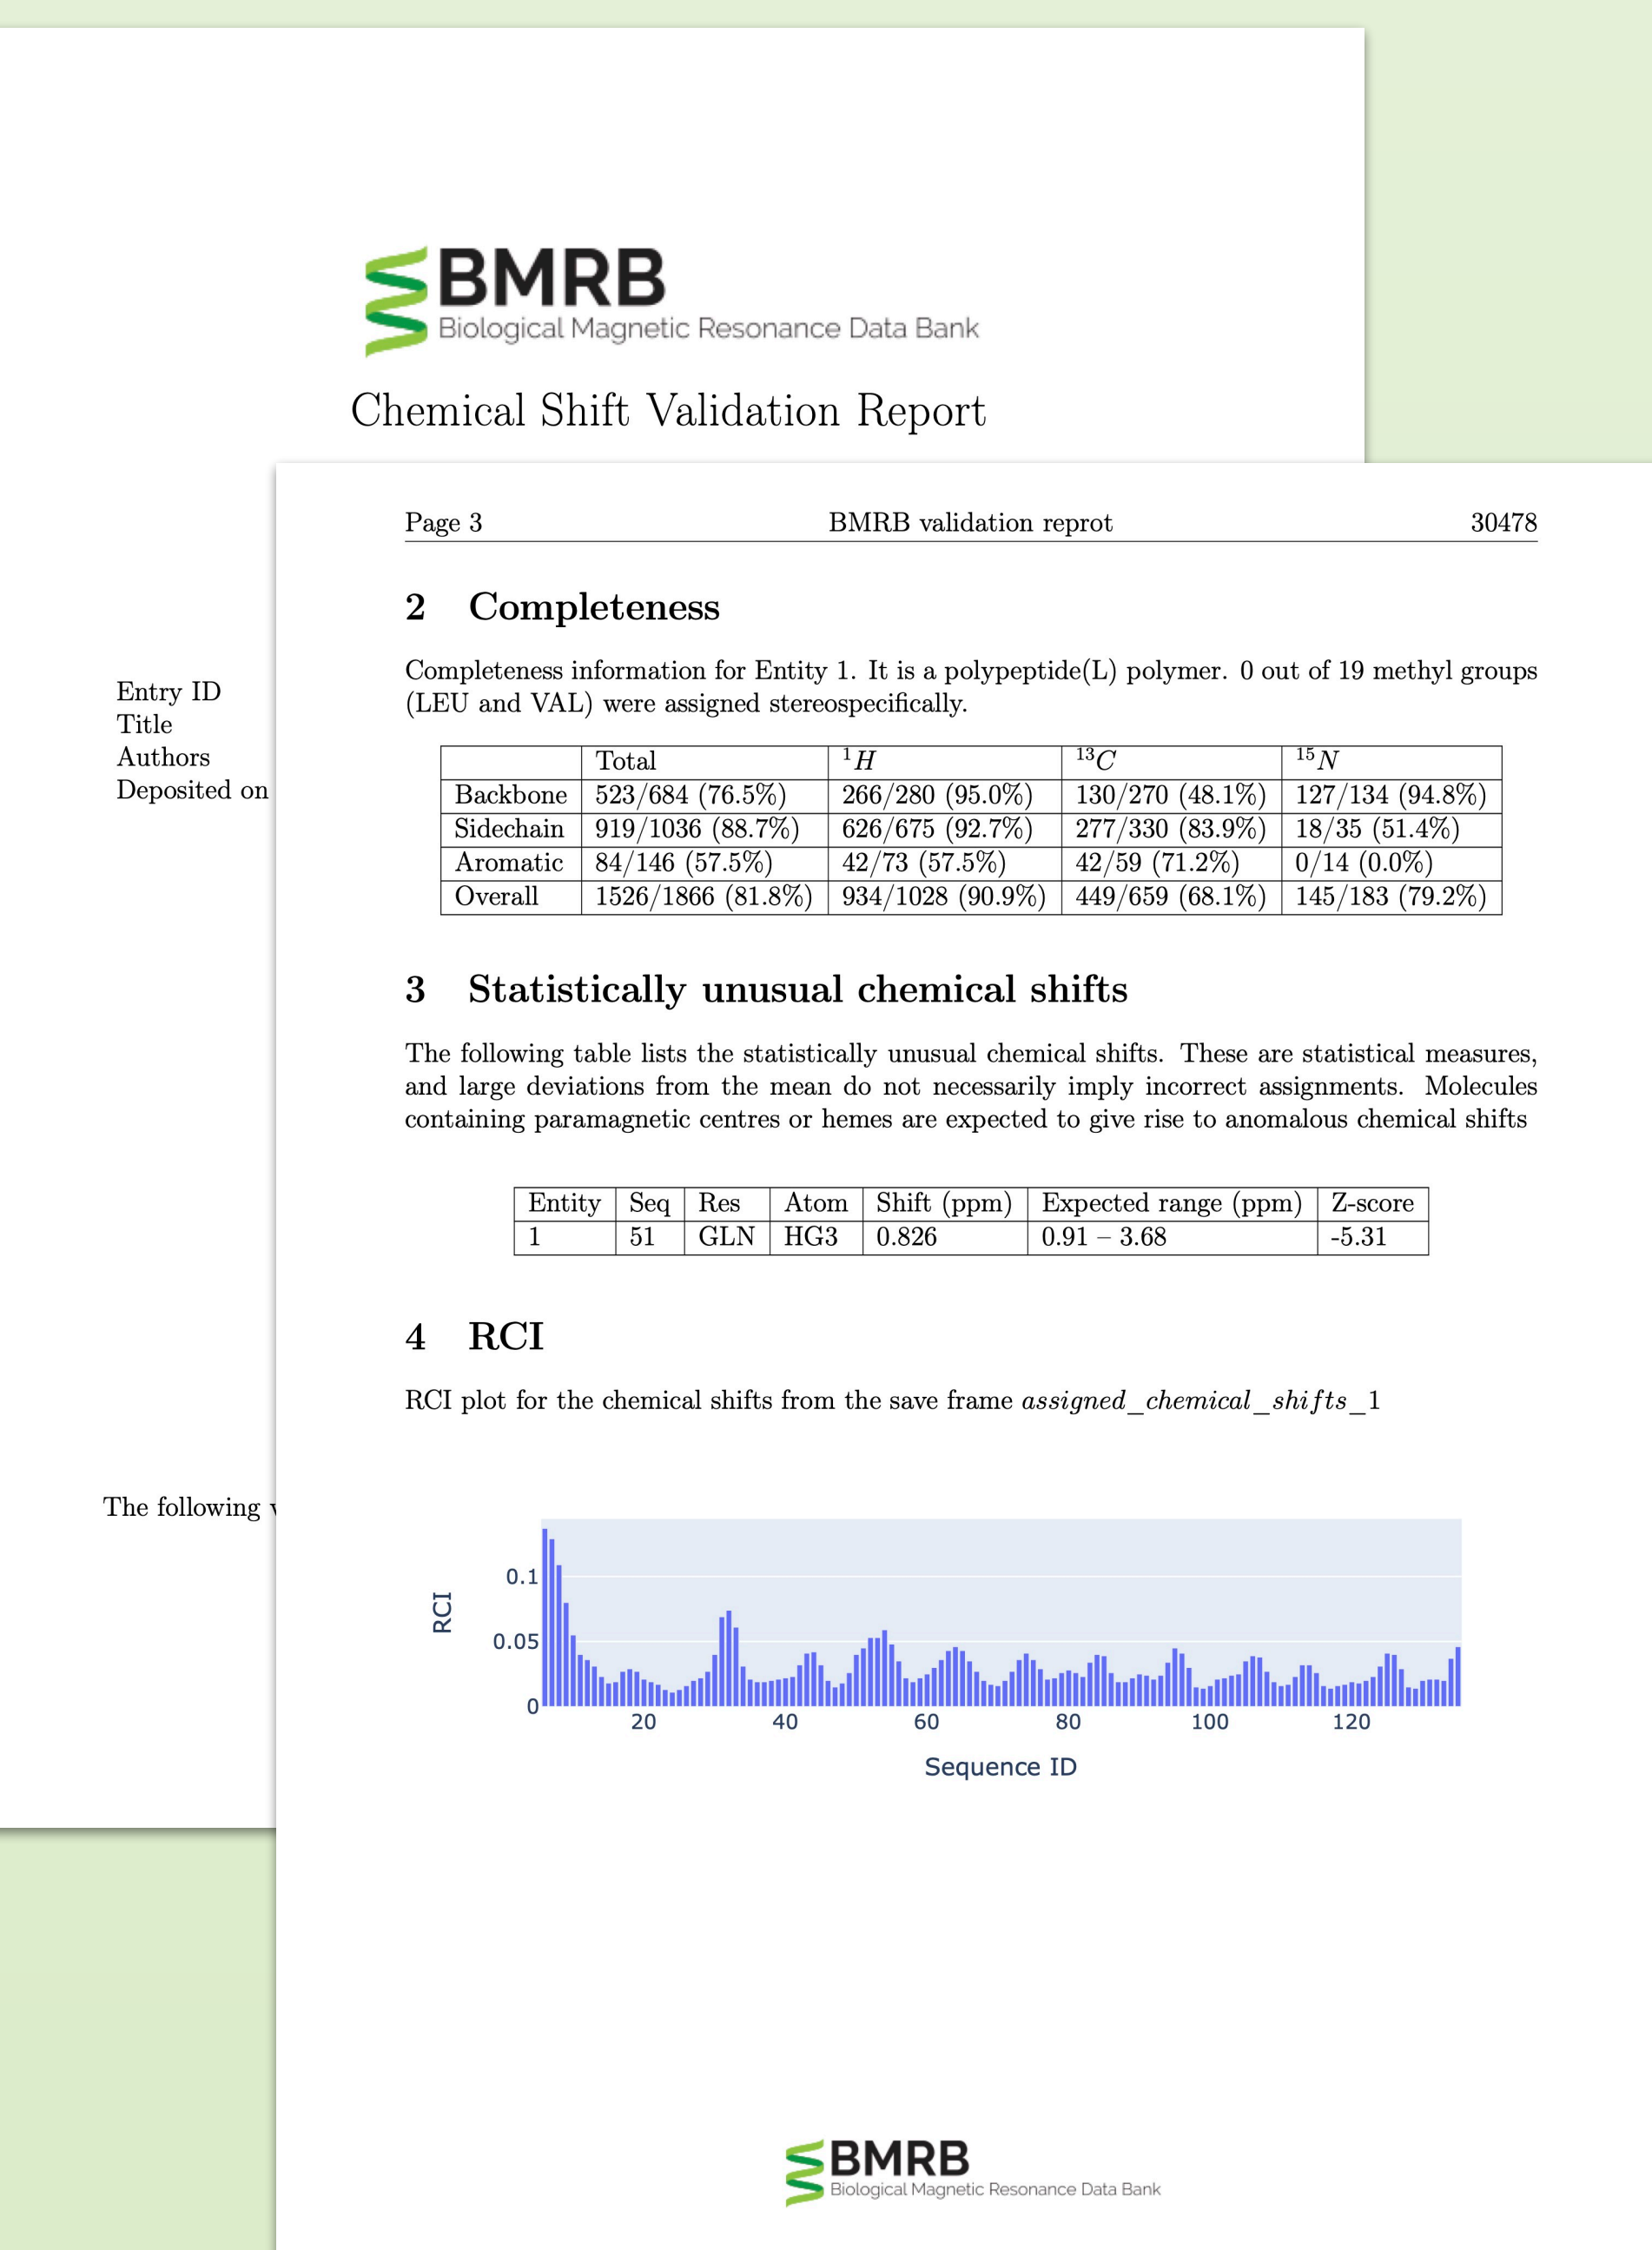 BMRB
Biological Magnetic Resonance Data Bank
Chemical Shift Validation Report
Entry ID
Title
Authors
Deposited on
The following
Page 3 BMRB validation reprot 30478
2 Completeness
Completeness information for Entity 1. It is a polypeptide(L) polymer. 0 out of 19 methyl groups
(LEU and VAL) were assigned stereospecifically.
Total ¹H ¹³C ¹⁵N
Backbone 523/684 (76.5%) 266/280 (95.0%) 130/270 (48.1%) 127/134 (94.8%)
Sidechain 919/1036 (88.7%) 626/675 (92.7%) 277/330 (83.9%) 18/35 (51.4%)
Aromatic 84/146 (57.5%) 42/73 (57.5%) 42/59 (71.2%) 0/14 (0.0%)
Overall 1526/1866 (81.8%) 934/1028 (90.9%) 449/659 (68.1%) 145/183 (79.2%)
3 Statistically unusual chemical shifts
The following table lists the statistically unusual chemical shifts. These are statistical measures,
and large deviations from the mean do not necessarily imply incorrect assignments. Molecules
containing paramagnetic centres or hemes are expected to give rise to anomalous chemical shifts
Entity Seq Res Atom Shift (ppm) Expected range (ppm) Z-score
1 51 GLN HG3 0.826 0.91 – 3.68 -5.31
4 RCI
RCI plot for the chemical shifts from the save frame assigned_chemical_shifts_1
RCI
0.1
0.05
0
20 40 60 80 100 120
Sequence ID
BMRB
Biological Magnetic Resonance Data Bank